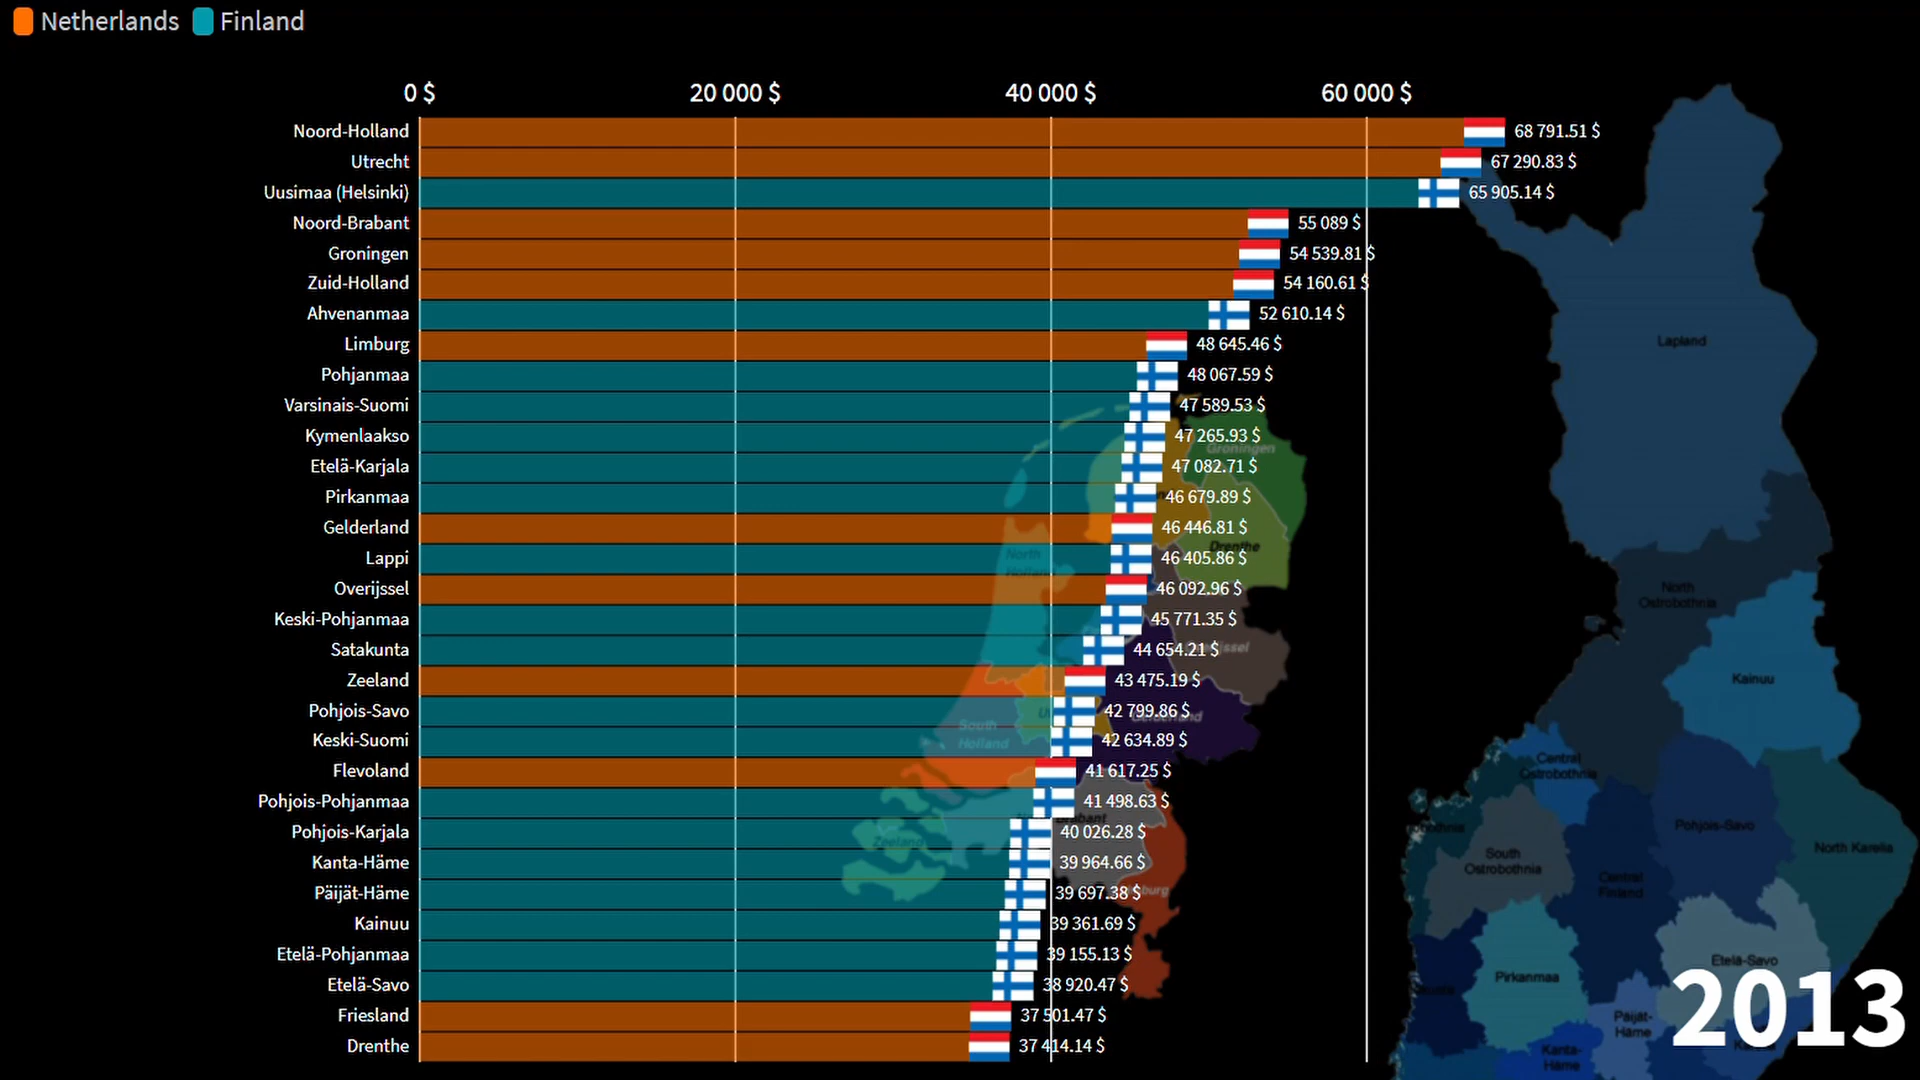 Netherlands Finland
0 $ 20 000 $ 40 000 $ 60 000 $
Noord-Holland 68 791.51 $
Utrecht 67 290.83 $
Uusimaa (Helsinki) 65 905.14 $
Noord-Brabant 55 089 $
Groningen 54 539.81 $
Zuid-Holland 54 160.61 $
Ahvenanmaa 52 610.14 $
Limburg 48 645.46 $
Pohjanmaa 48 067.59 $
Varsinais-Suomi 47 589.53 $
Kymenlaakso 47 265.93 $
Etelä-Karjala 47 082.71 $
Pirkanmaa 46 679.89 $
Gelderland 46 446.81 $
Lappi 46 405.86 $
Overijssel 46 092.96 $
Keski-Pohjanmaa 45 771.35 $
Satakunta 44 654.21 $
Zeeland 43 475.19 $
Pohjois-Savo 42 799.86 $
Keski-Suomi 42 634.89 $
Flevoland 41 617.25 $
Pohjois-Pohjanmaa 41 498.63 $
Pohjois-Karjala 40 026.28 $
Kanta-Häme 39 964.66 $
Päijät-Häme 39 697.38 $
Kainuu 39 361.69 $
Etelä-Pohjanmaa 39 155.13 $
Etelä-Savo 38 920.47 $
Friesland 37 501.47 $
Drenthe 37 414.14 $
Groningen
Drenthe
North
Gelderland
South
Holland
Zeeland
Lapland
North
Ostrobothnia
Kainuu
Central
Ostrobothnia
Pohjois-Savo
North Karelia
South
Ostrobothnia
Central
Finland
Etelä-Savo
Pirkanmaa
Päijät-
Häme
Kanta-
Häme
2013